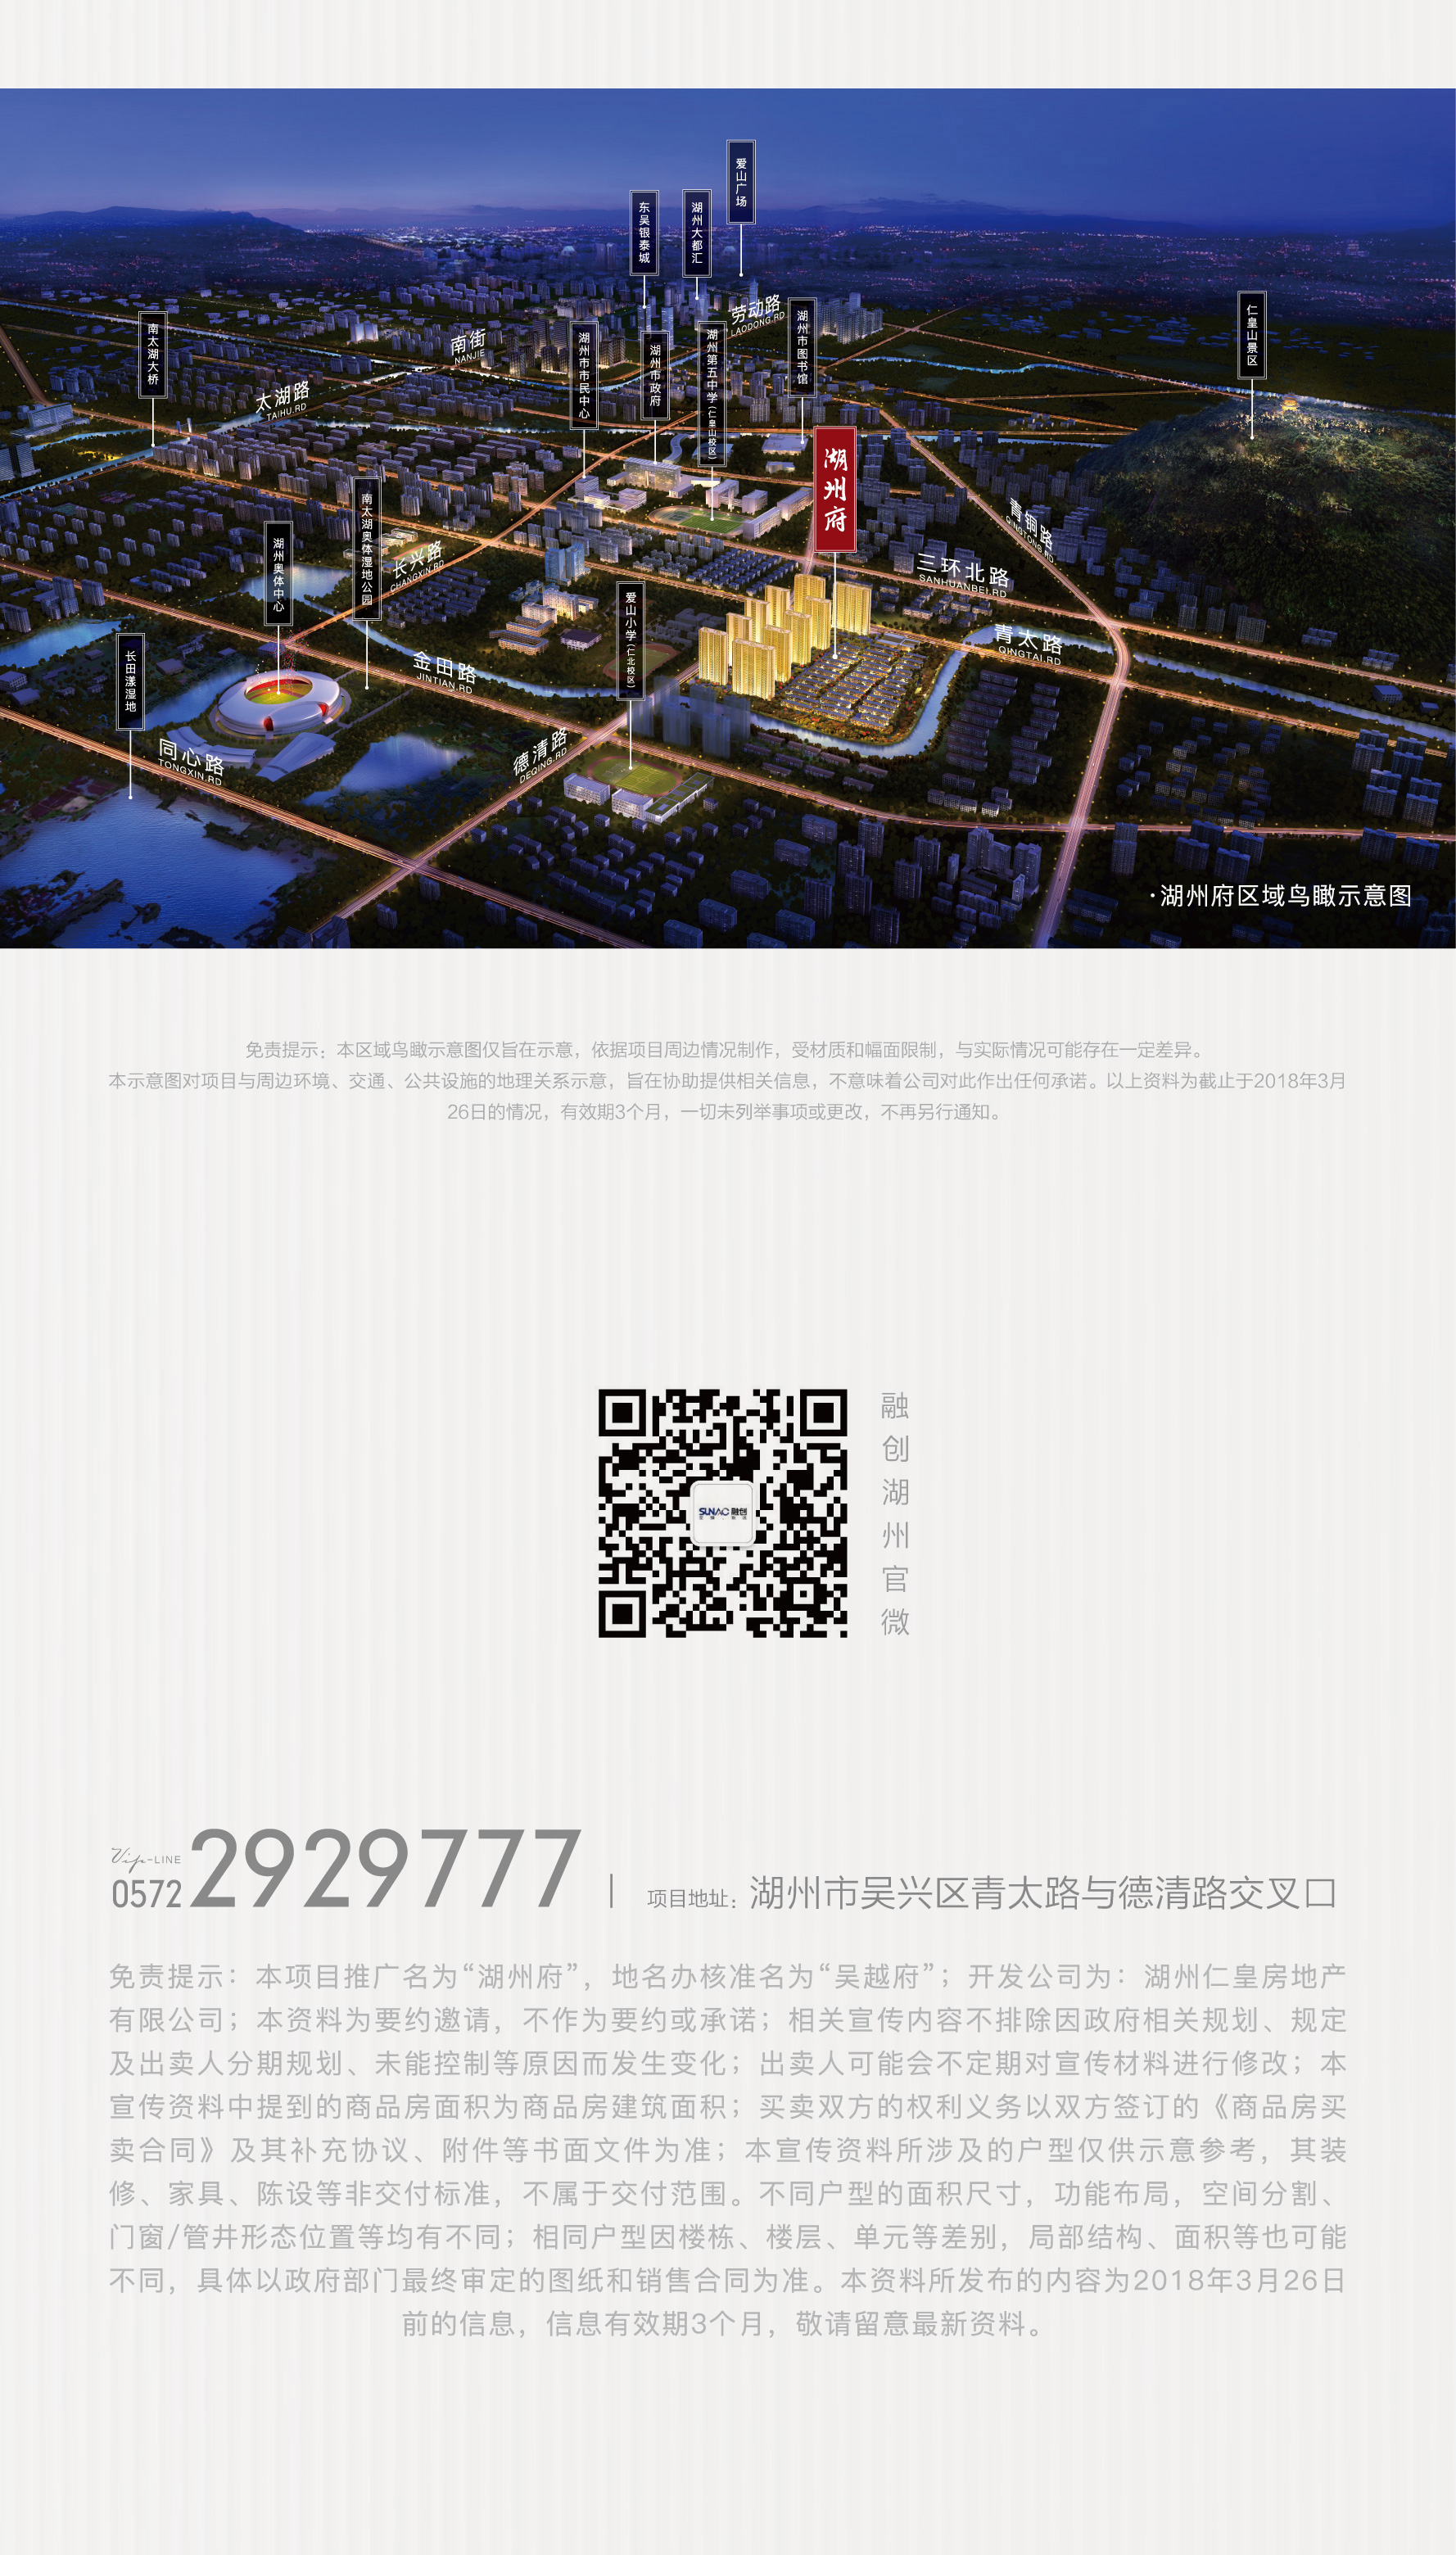 爱山广场
东吴银泰城
湖州大都汇
劳动路
LAODONG.RD
湖州市图书馆
仁皇山景区
南太湖大桥
南街
NANJIE
湖州市市民中心
湖州市政府
湖州第五中学(仁皇山校区)
太湖路
TAIHU.RD
湖州府
南太湖奥体湿地公园
青铜路
QINGTONG.RD
湖州奥体中心
长兴路
CHANGXIN.RD
三环北路
SANHUANBEI.RD
爱山小学(仁北校区)
青太路
QINGTAI.RD
长田漾湿地
金田路
JINTIAN.RD
同心路
TONGXIN.RD
德清路
DEQING.RD
·湖州府区域鸟瞰示意图
免责提示：本区域鸟瞰示意图仅旨在示意，依据项目周边情况制作，受材质和幅面限制，与实际情况可能存在一定差异。
本示意图对项目与周边环境、交通、公共设施的地理关系示意，旨在协助提供相关信息，不意味着公司对此作出任何承诺。以上资料为截止于2018年3月
26日的情况，有效期3个月，一切未列举事项或更改，不再另行通知。
SUNAC 融创
融创湖州官微
Vip-LINE
0572 2929777 | 项目地址：湖州市吴兴区青太路与德清路交叉口
免责提示：本项目推广名为“湖州府”，地名办核准名为“吴越府”；开发公司为：湖州仁皇房地产
有限公司；本资料为要约邀请，不作为要约或承诺；相关宣传内容不排除因政府相关规划、规定
及出卖人分期规划、未能控制等原因而发生变化；出卖人可能会不定期对宣传材料进行修改；本
宣传资料中提到的商品房面积为商品房建筑面积；买卖双方的权利义务以双方签订的《商品房买
卖合同》及其补充协议、附件等书面文件为准；本宣传资料所涉及的户型仅供示意参考，其装
修、家具、陈设等非交付标准，不属于交付范围。不同户型的面积尺寸，功能布局，空间分割、
门窗/管井形态位置等均有不同；相同户型因楼栋、楼层、单元等差别，局部结构、面积等也可能
不同，具体以政府部门最终审定的图纸和销售合同为准。本资料所发布的内容为2018年3月26日
前的信息，信息有效期3个月，敬请留意最新资料。